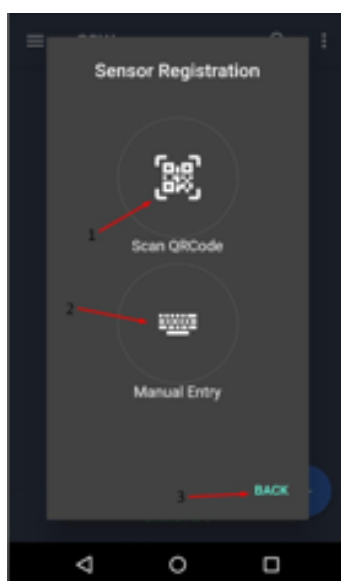 Sensor Registration
1
Scan QRCode
2
Manual Entry
3
BACK